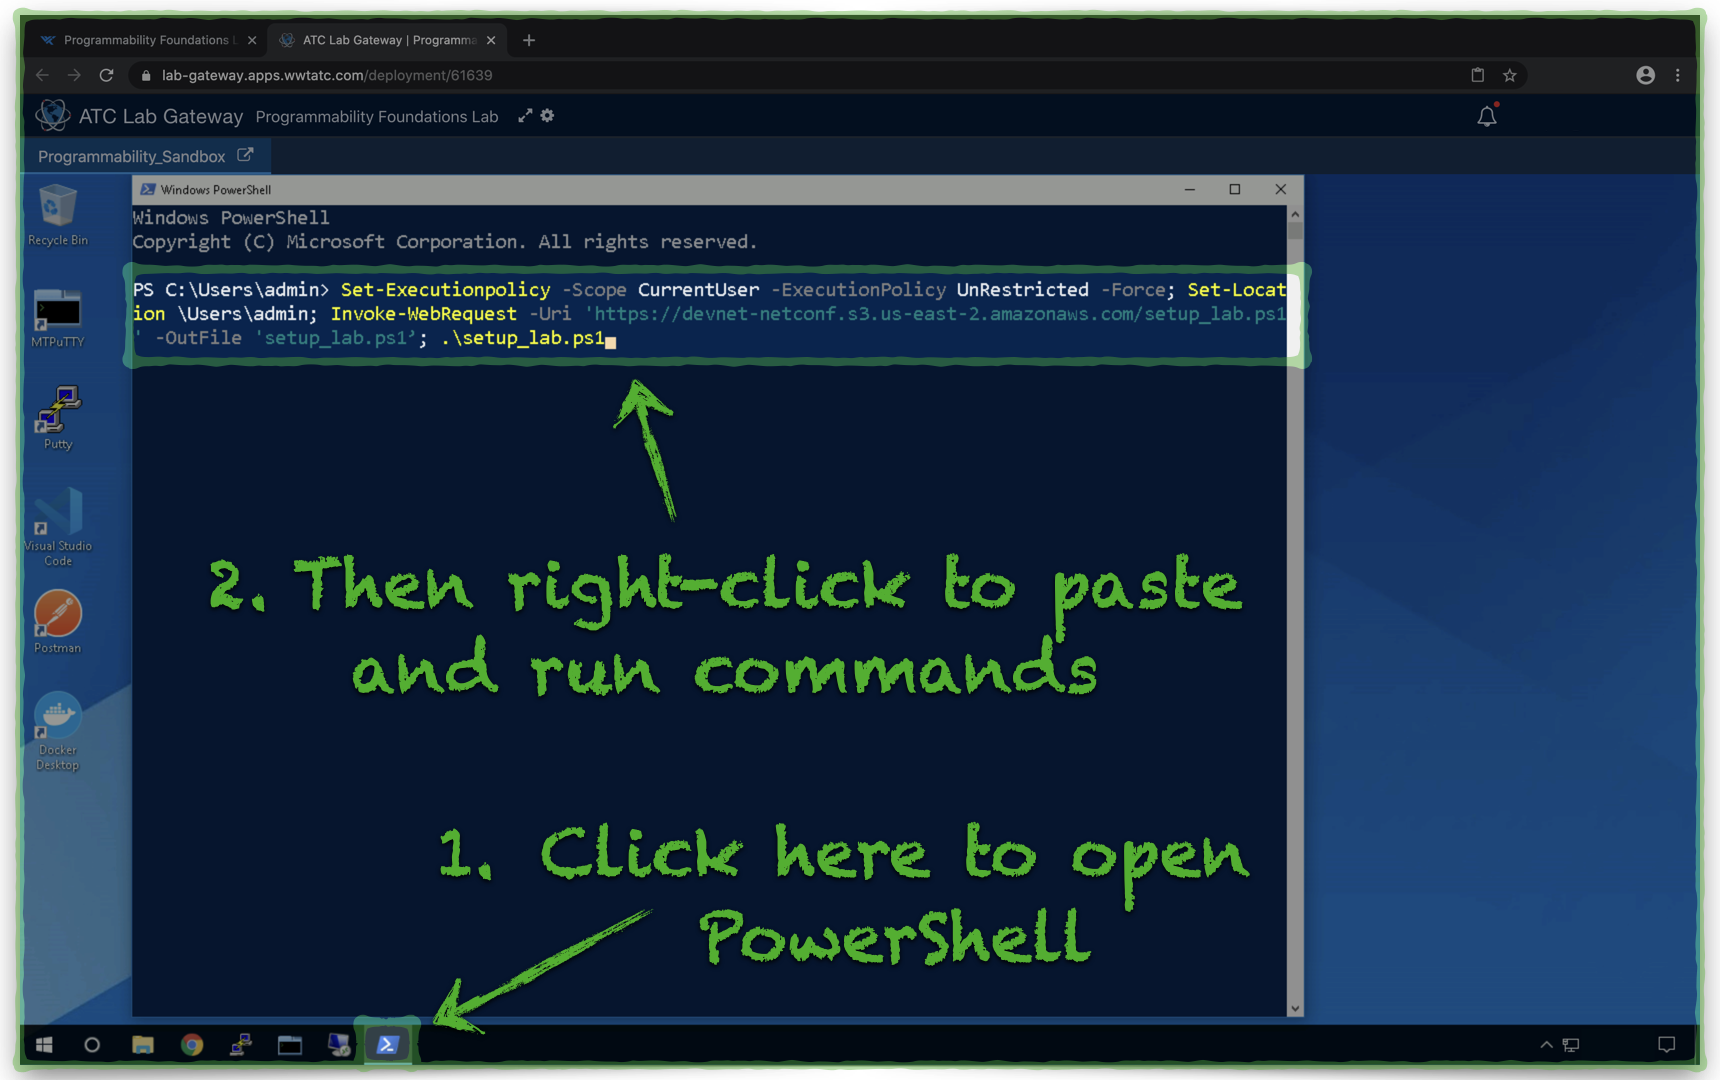 Programmability Foundations L
ATC Lab Gateway | Programma
lab-gateway.apps.wwtatc.com/deployment/61639
ATC Lab Gateway Programmability Foundations Lab
Programmability_Sandbox
Recycle Bin
MTPuTTY
Putty
Visual Studio
Code
Postman
Docker
Desktop
Windows PowerShell
Windows PowerShell
Copyright (C) Microsoft Corporation. All rights reserved.
PS C:\Users\admin> Set-Executionpolicy -Scope CurrentUser -ExecutionPolicy UnRestricted -Force; Set-Locat
ion \Users\admin; Invoke-WebRequest -Uri 'https://devnet-netconf.s3.us-east-2.amazonaws.com/setup_lab.ps1
' -OutFile 'setup_lab.ps1’; .\setup_lab.ps1
2. Then right-click to paste
and run commands
1. Click here to open
PowerShell